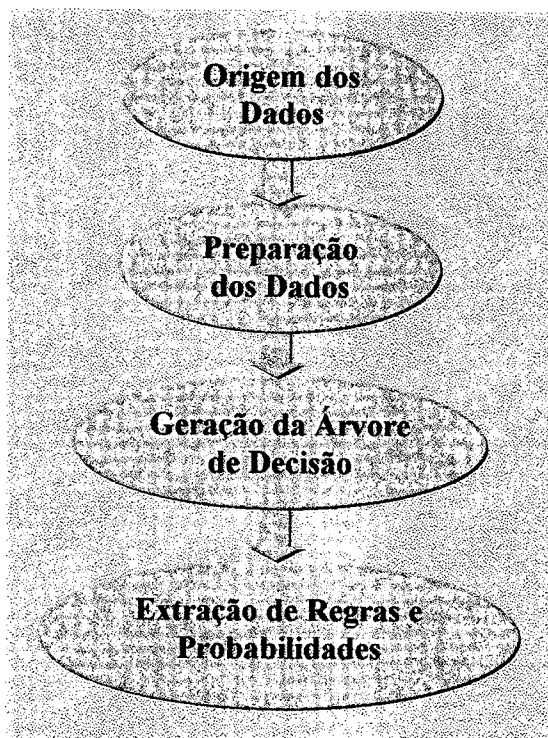 Origem dos
Dados
Preparação
dos Dados
Geração da Árvore
de Decisão
Extração de Regras e
Probabilidades